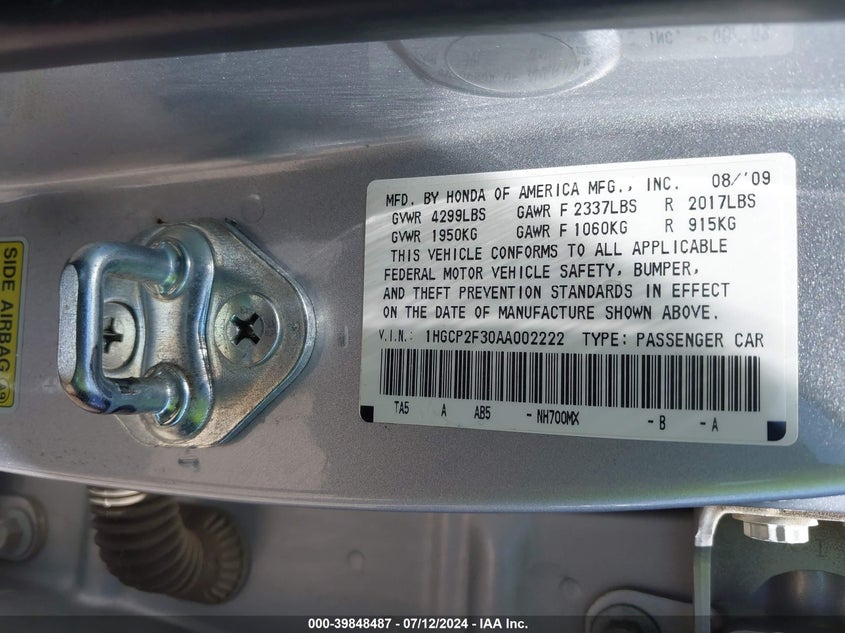 MFD. BY HONDA OF AMERICA MFG., INC. 08/'09
GVWR 4299LBS GAWR F 2337LBS R 2017LBS
GVWR 1950KG GAWR F 1060KG R 915KG
THIS VEHICLE CONFORMS TO ALL APPLICABLE
FEDERAL MOTOR VEHICLE SAFETY, BUMPER,
AND THEFT PREVENTION STANDARDS IN EFFECT
ON THE DATE OF MANUFACTURE SHOWN ABOVE.
V.I.N.: 1HGCP2F30AA002222 TYPE: PASSENGER CAR
TA5 A AB5 - NH700MX - B - A
SIDE AIRBAG
000-39848487 - 07/12/2024 - IAA Inc.